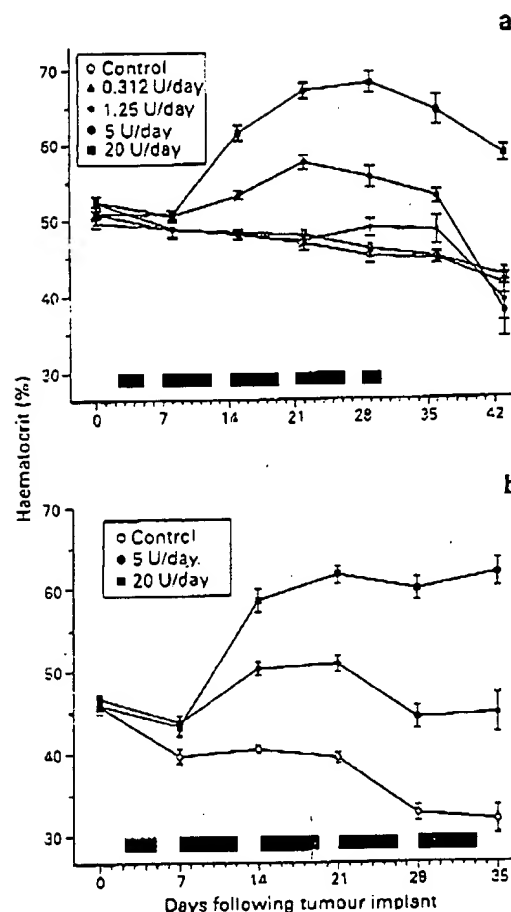 a
70
60
50
40
30
○ Control
▲ 0.312 U/day
• 1.25 U/day
● 5 U/day
■ 20 U/day
0 7 14 21 28 35 42
Haematocrit (%)
b
70
60
50
40
30
○ Control
● 5 U/day.
■ 20 U/day
0 7 14 21 28 35
Days following tumour implant